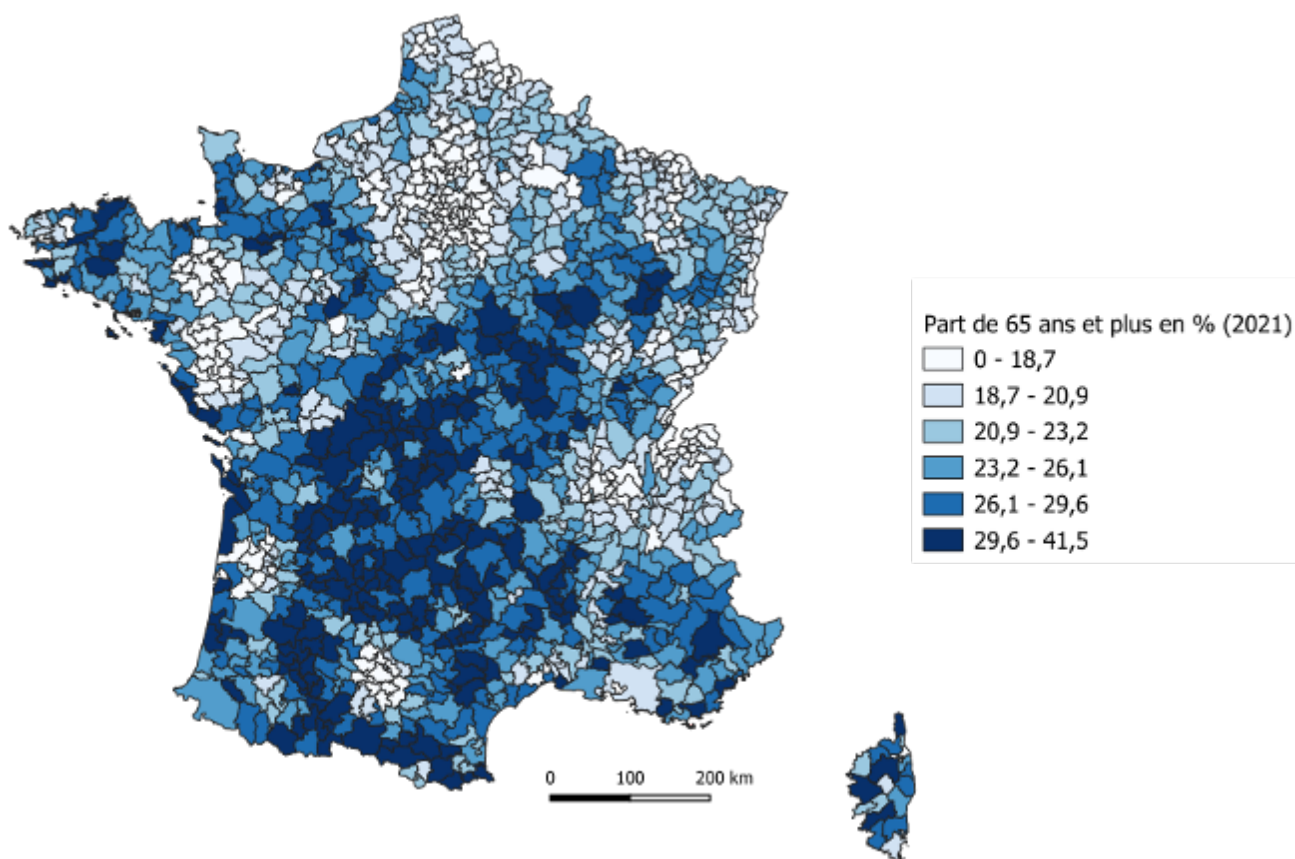 Part de 65 ans et plus en % (2021)
0 - 18,7
18,7 - 20,9
20,9 - 23,2
23,2 - 26,1
26,1 - 29,6
29,6 - 41,5
0 100 200 km